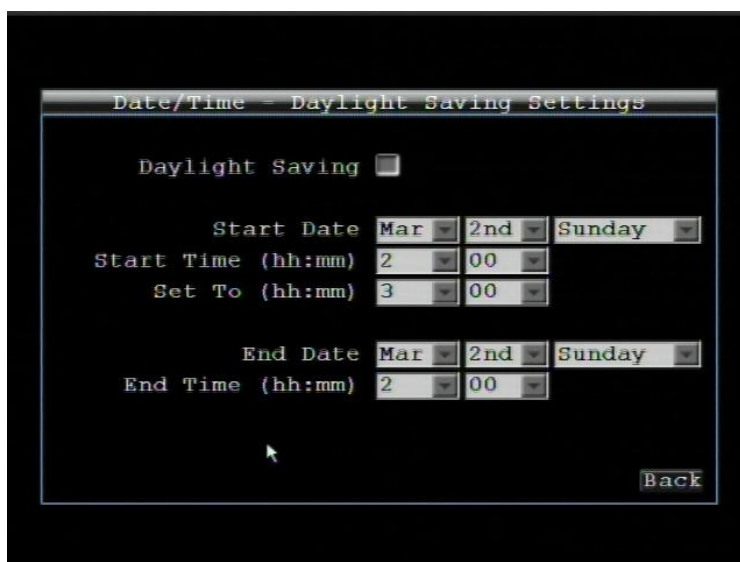 Date/Time - Daylight Saving Settings
Daylight Saving
Start Date Mar 2nd Sunday
Start Time (hh:mm) 2 00
Set To (hh:mm) 3 00
End Date Mar 2nd Sunday
End Time (hh:mm) 2 00
Back